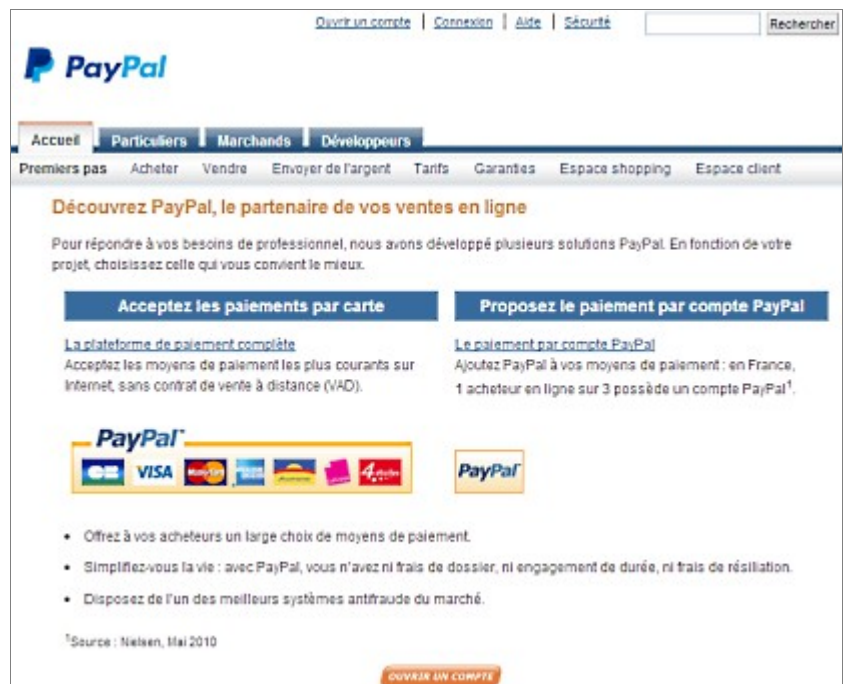 Ouvrir un compte | Connexion | Aide | Sécurité Rechercher
PayPal
Accueil Particuliers Marchands Développeurs
Premiers pas Acheter Vendre Envoyer de l'argent Tarifs Garanties Espace shopping Espace client
Découvrez PayPal, le partenaire de vos ventes en ligne
Pour répondre à vos besoins de professionnel, nous avons développé plusieurs solutions PayPal. En fonction de votre
projet, choisissez celle qui vous convient le mieux.
Acceptez les paiements par carte
La plateforme de paiement complète
Acceptez les moyens de paiement les plus courants sur
Internet, sans contrat de vente à distance (VAD).
PayPal
CB VISA MasterCard
Proposez le paiement par compte PayPal
Le paiement par compte PayPal
Ajoutez PayPal à vos moyens de paiement : en France,
1 acheteur en ligne sur 3 possède un compte PayPal¹.
PayPal
• Offrez à vos acheteurs un large choix de moyens de paiement.
• Simplifiez-vous la vie : avec PayPal, vous n'avez ni frais de dossier, ni engagement de durée, ni frais de résiliation.
• Disposez de l'un des meilleurs systèmes antifraude du marché.
¹Source : Nielsen, Mai 2010
OUVRIR UN COMPTE